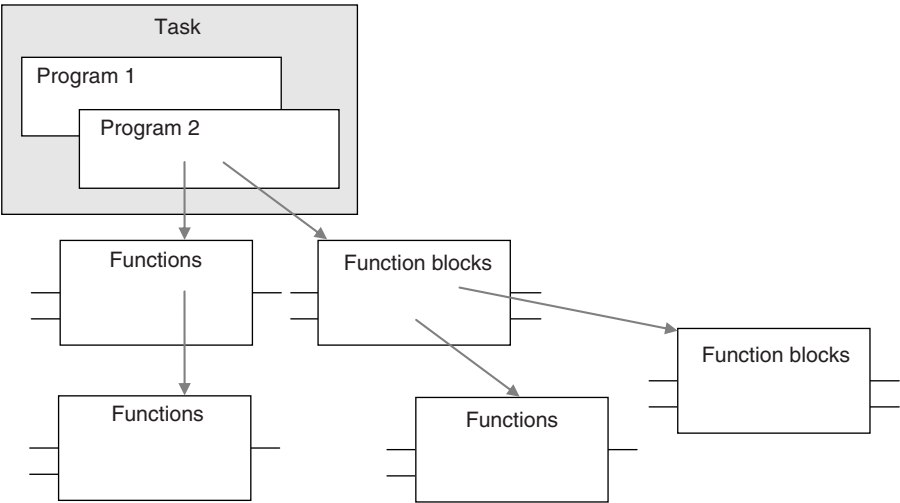 Task
Program 1
Program 2
Functions
Function blocks
Function blocks
Functions
Functions